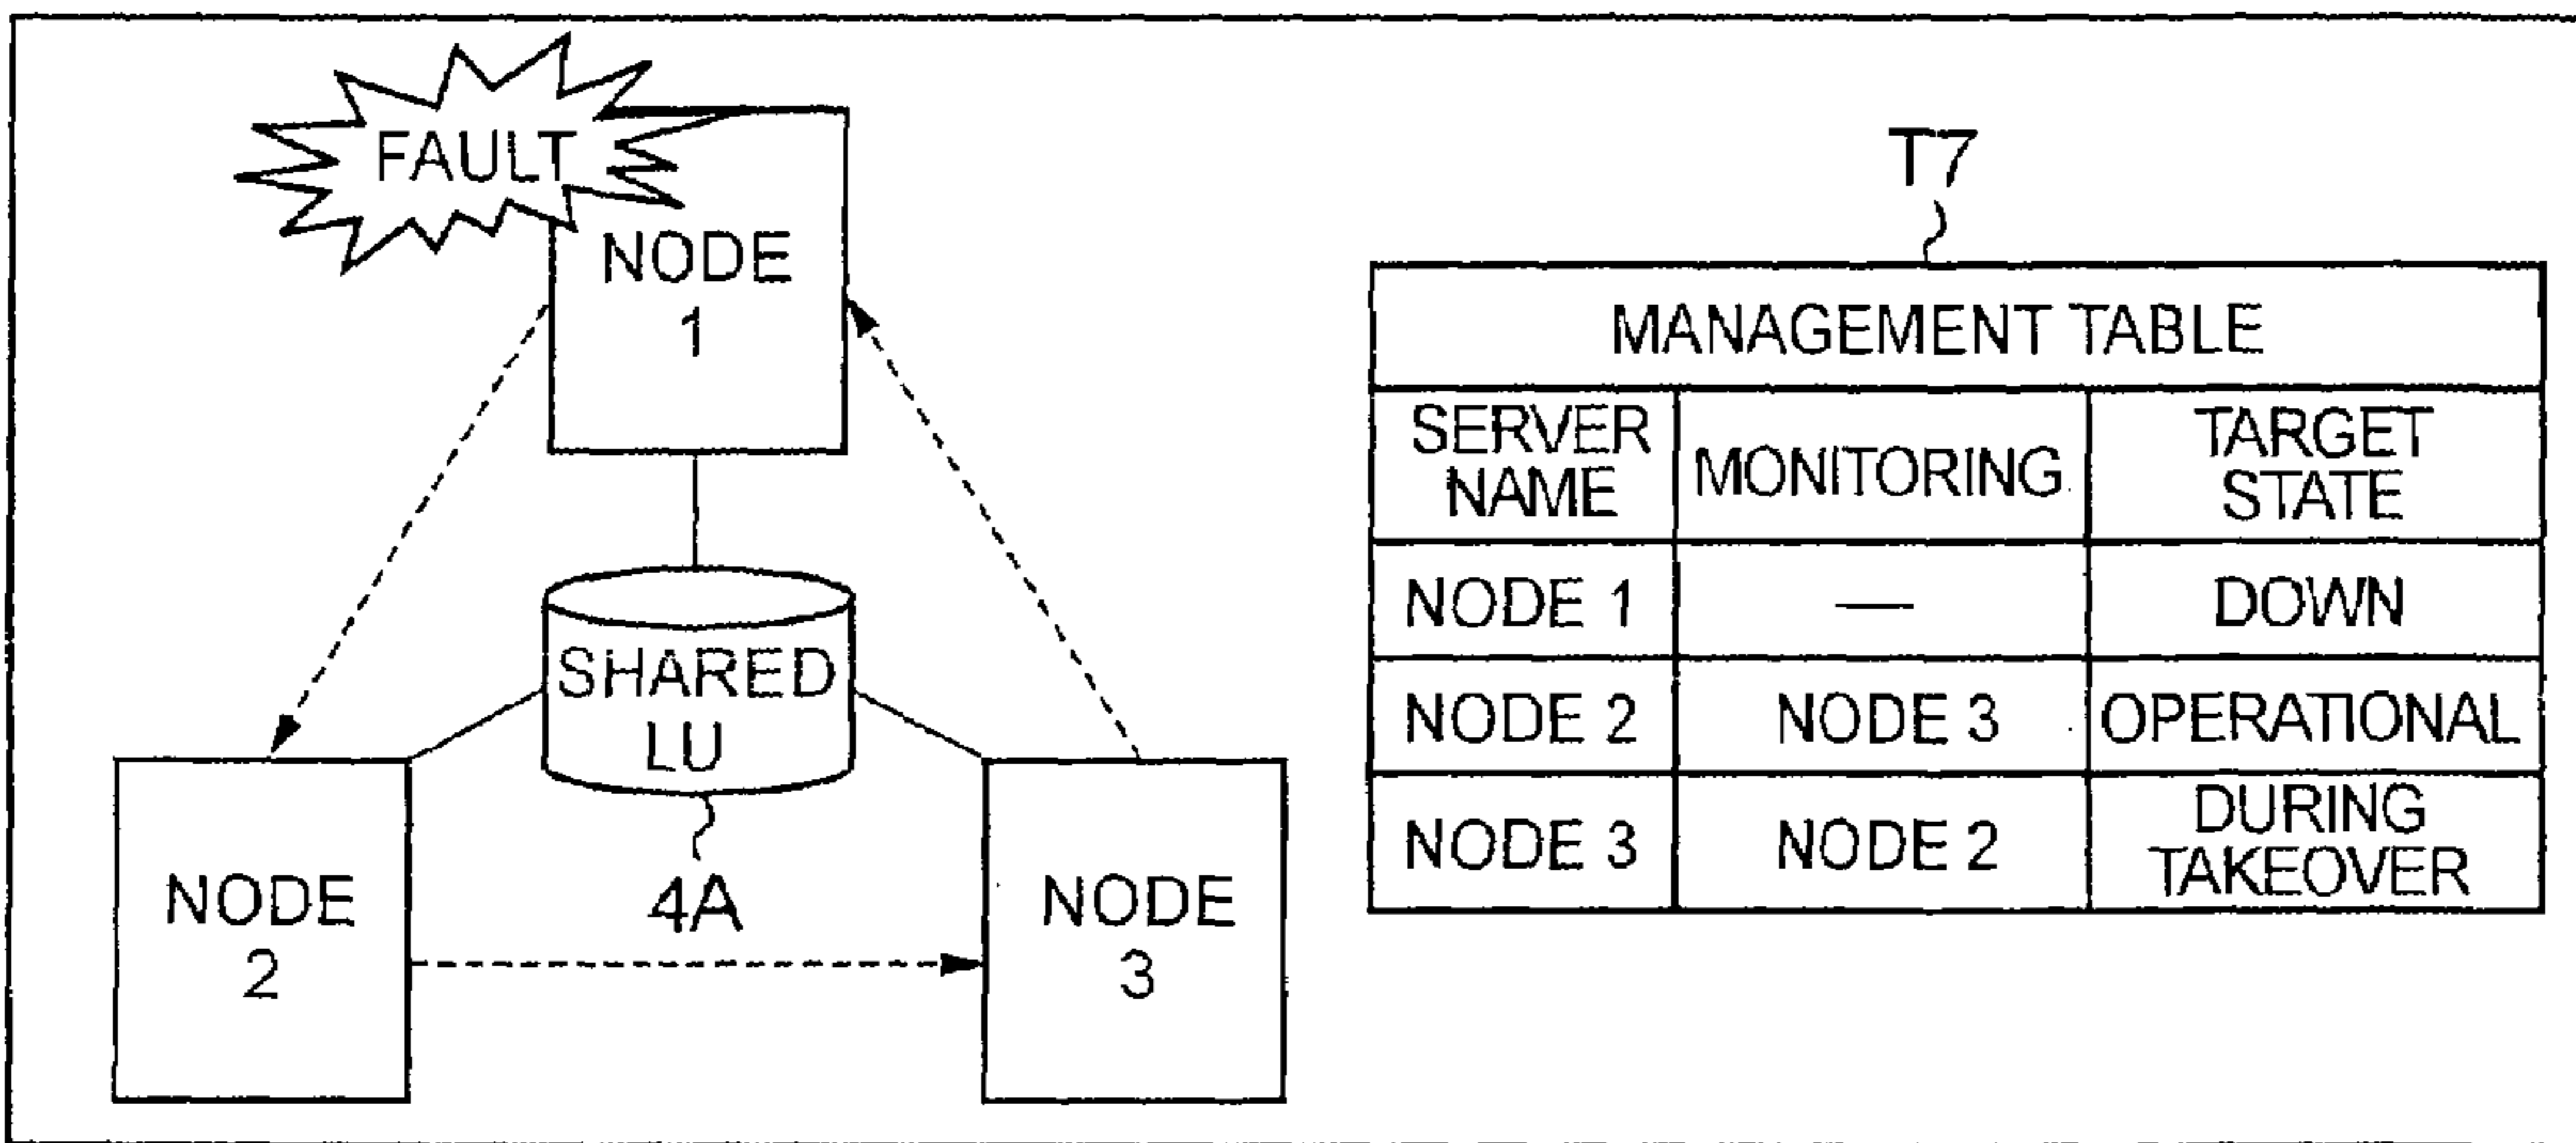 FAULT
NODE
1
SHARED
LU
4A
NODE
2
NODE
3
T7
MANAGEMENT TABLE
SERVER NAME MONITORING TARGET STATE
NODE 1 — DOWN
NODE 2 NODE 3 OPERATIONAL
NODE 3 NODE 2 DURING TAKEOVER